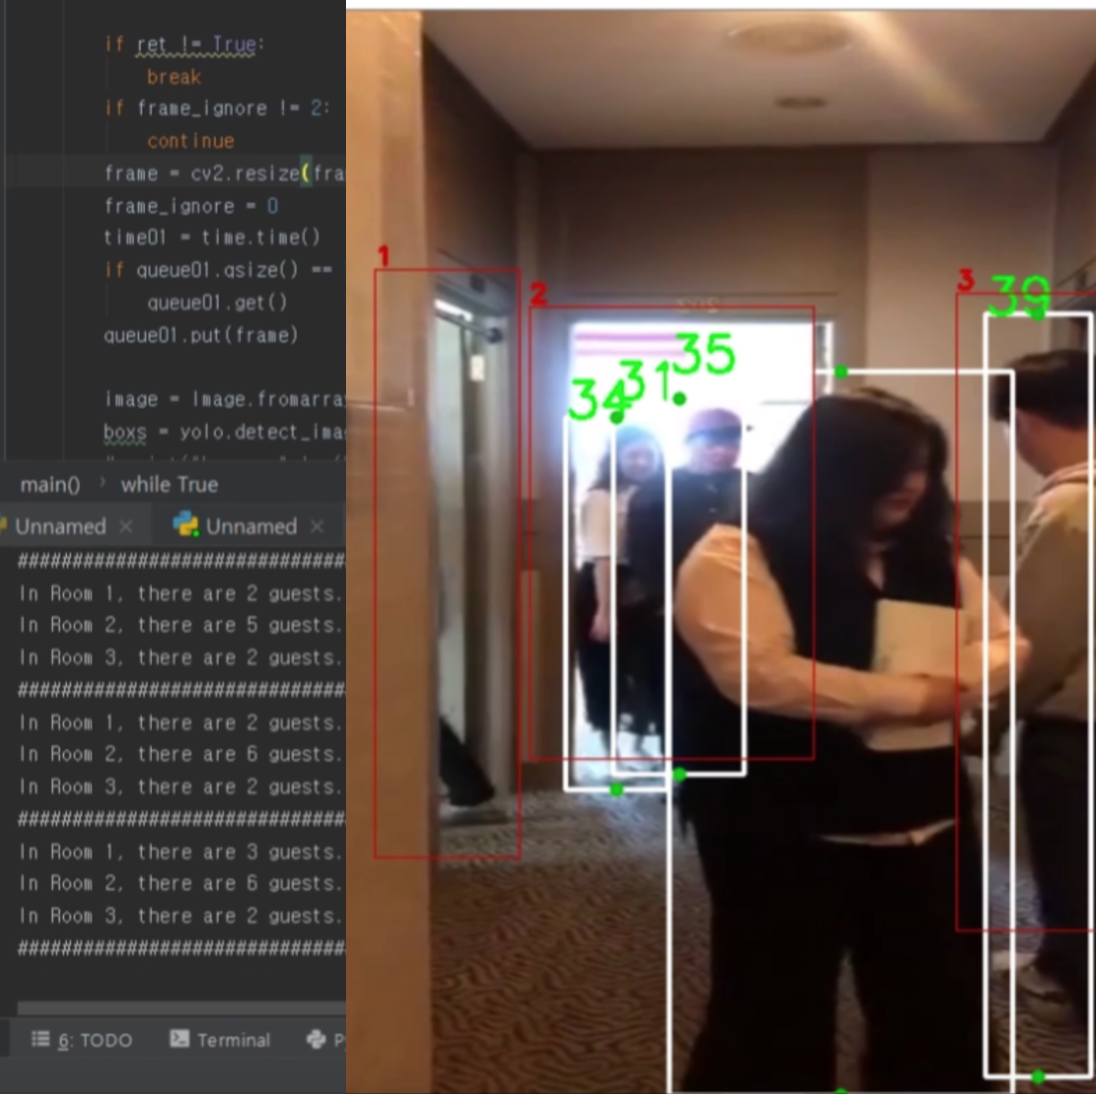 if ret != True:
break
if frame_ignore != 2:
continue
frame = cv2.resize(fra
frame_ignore = 0
time01 = time.time()
if queue01.qsize() ==
queue01.get()
queue01.put(frame)
image = Image.fromarra
boxs = yolo.detect_ima
main() › while True
Unnamed × Unnamed ×
##############################
In Room 1, there are 2 guests.
In Room 2, there are 5 guests.
In Room 3, there are 2 guests.
##############################
In Room 1, there are 2 guests.
In Room 2, there are 6 guests.
In Room 3, there are 2 guests.
##############################
In Room 1, there are 3 guests.
In Room 2, there are 6 guests.
In Room 3, there are 2 guests.
##############################
6: TODO Terminal P
1
2
3
39
35
31
34